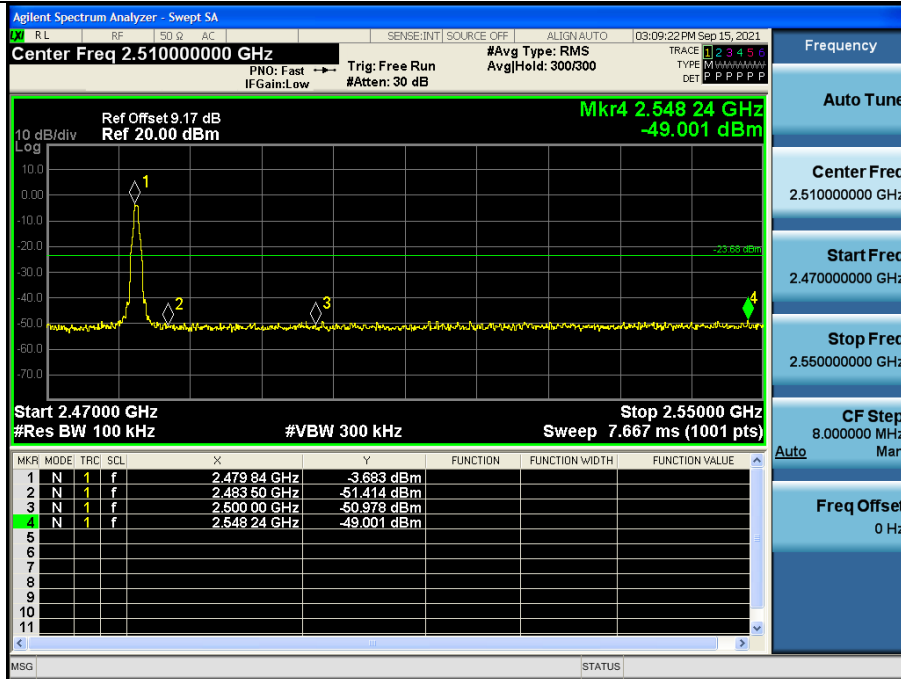 Agilent Spectrum Analyzer - Swept SA
LXI RL RF 50 Ω AC SENSE:INT SOURCE OFF ALIGN AUTO 03:09:22 PM Sep 15, 2021
Center Freq 2.510000000 GHz
PNO: Fast
IFGain:Low
Trig: Free Run
#Atten: 30 dB
#Avg Type: RMS
Avg|Hold: 300/300
TRACE 1 2 3 4 5 6
TYPE M WWWWW
DET P P P P P P
Mkr4 2.548 24 GHz
-49.001 dBm
Ref Offset 9.17 dB
10 dB/div Ref 20.00 dBm
Log
10.0
0.00
-10.0
-20.0
-30.0
-40.0
-50.0
-60.0
-70.0
1
2
3
4
-23.68 dBm
Start 2.47000 GHz Stop 2.55000 GHz
#Res BW 100 kHz #VBW 300 kHz Sweep 7.667 ms (1001 pts)
MKR MODE TRC SCL X Y FUNCTION FUNCTION WIDTH FUNCTION VALUE
1 N 1 f 2.479 84 GHz -3.683 dBm
2 N 1 f 2.483 50 GHz -51.414 dBm
3 N 1 f 2.500 00 GHz -50.978 dBm
4 N 1 f 2.548 24 GHz -49.001 dBm
5
6
7
8
9
10
11
MSG STATUS
Frequency
Auto Tune
Center Freq
2.510000000 GHz
Start Freq
2.470000000 GHz
Stop Freq
2.550000000 GHz
CF Step
8.000000 MHz
Auto Man
Freq Offset
0 Hz